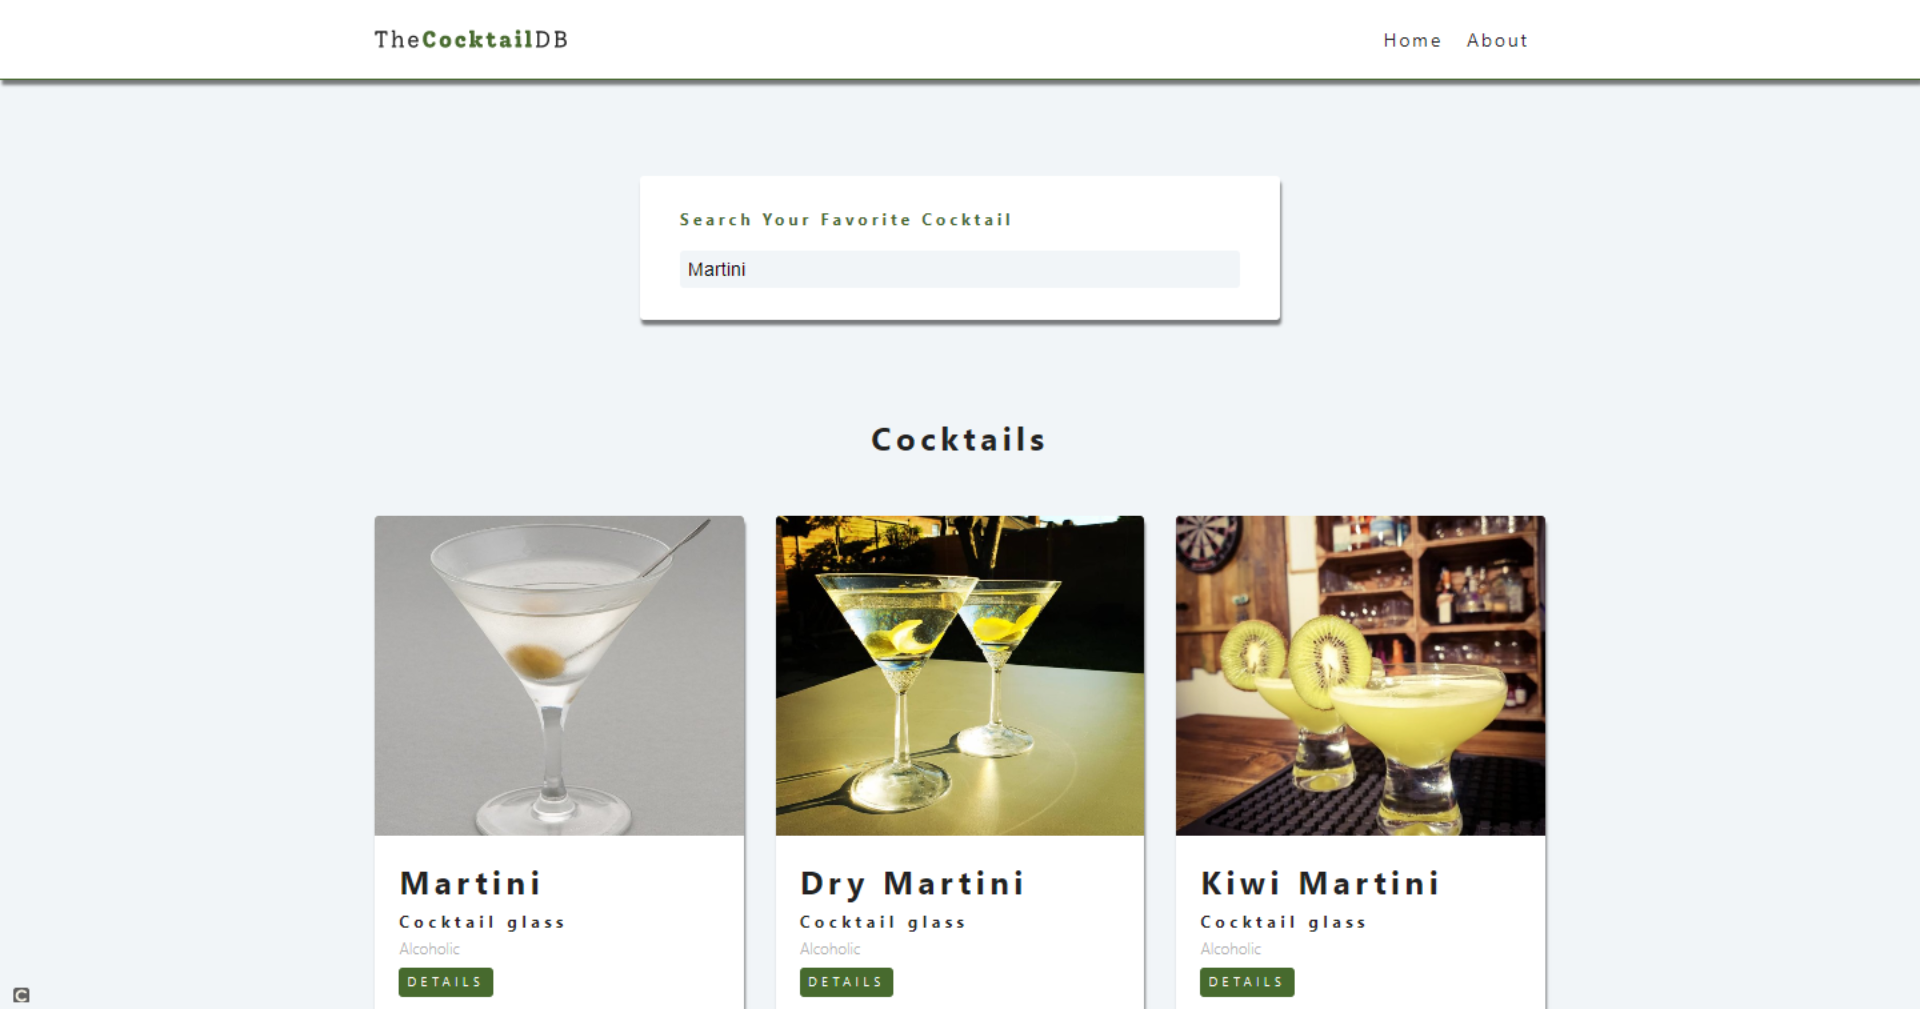 TheCocktailDB
Home About
Search Your Favorite Cocktail
Martini
Cocktails
Martini
Cocktail glass
Alcoholic
DETAILS
Dry Martini
Cocktail glass
Alcoholic
DETAILS
Kiwi Martini
Cocktail glass
Alcoholic
DETAILS
C